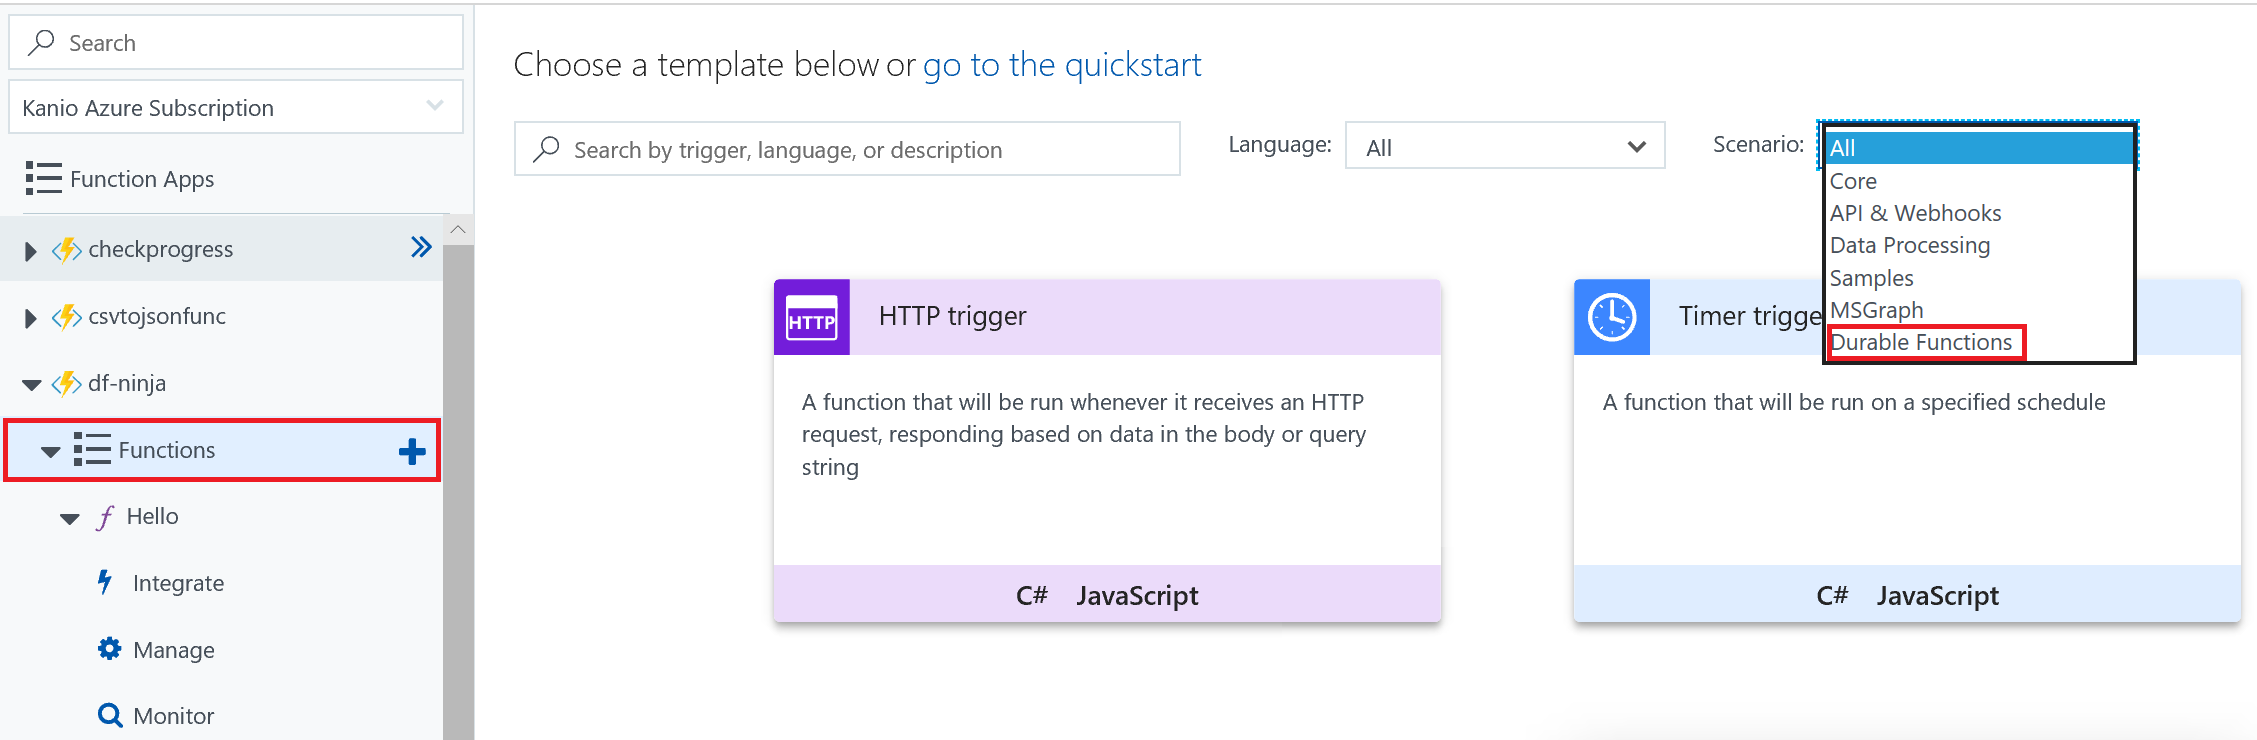 Search
Kanio Azure Subscription
Function Apps
checkprogress
csvtojsonfunc
df-ninja
Functions
Hello
Integrate
Manage
Monitor
Choose a template below or go to the quickstart
Search by trigger, language, or description
Language:
All
Scenario:
All
Core
API & Webhooks
Data Processing
Samples
MSGraph
Durable Functions
HTTP
HTTP trigger
A function that will be run whenever it receives an HTTP
request, responding based on data in the body or query
string
C# JavaScript
Timer trigge
A function that will be run on a specified schedule
C# JavaScript